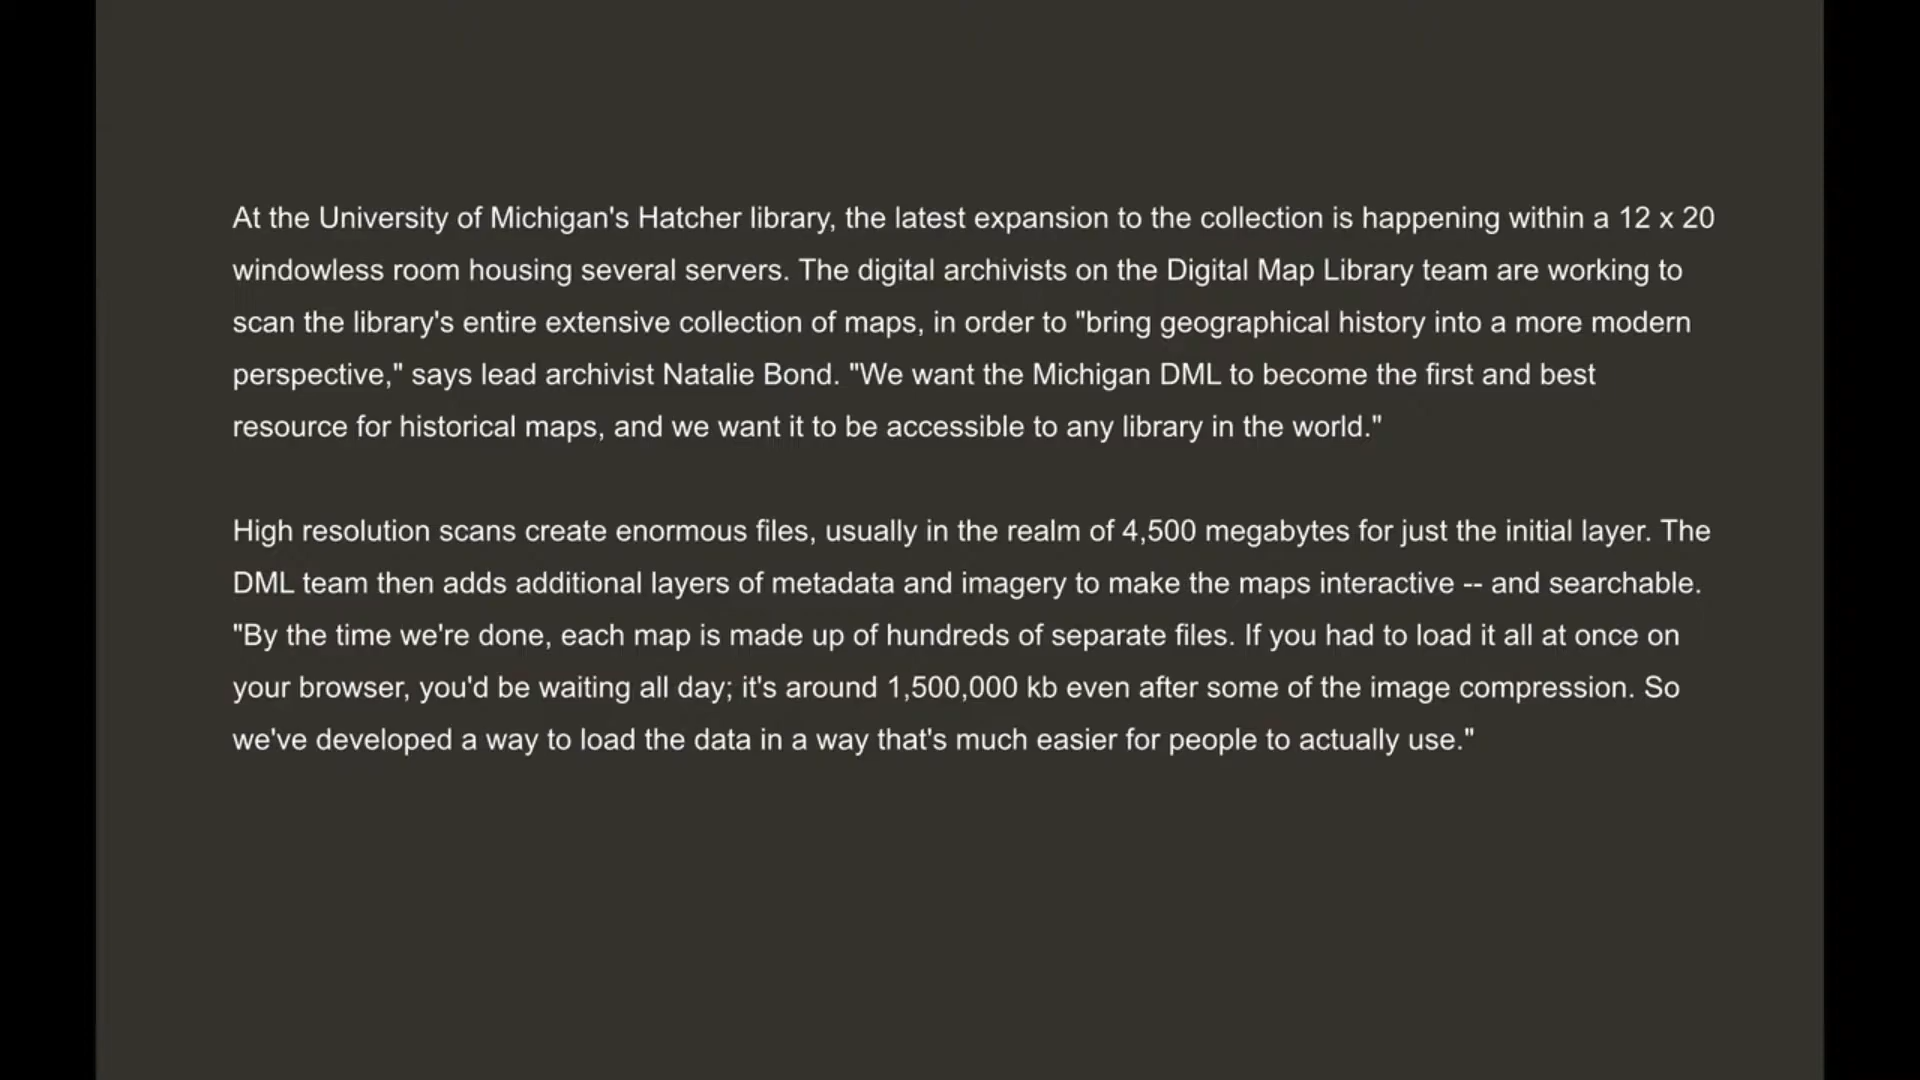 At the University of Michigan's Hatcher library, the latest expansion to the collection is happening within a 12 x 20
windowless room housing several servers. The digital archivists on the Digital Map Library team are working to
scan the library's entire extensive collection of maps, in order to "bring geographical history into a more modern
perspective," says lead archivist Natalie Bond. "We want the Michigan DML to become the first and best
resource for historical maps, and we want it to be accessible to any library in the world."
High resolution scans create enormous files, usually in the realm of 4,500 megabytes for just the initial layer. The
DML team then adds additional layers of metadata and imagery to make the maps interactive -- and searchable.
"By the time we're done, each map is made up of hundreds of separate files. If you had to load it all at once on
your browser, you'd be waiting all day; it's around 1,500,000 kb even after some of the image compression. So
we've developed a way to load the data in a way that's much easier for people to actually use."